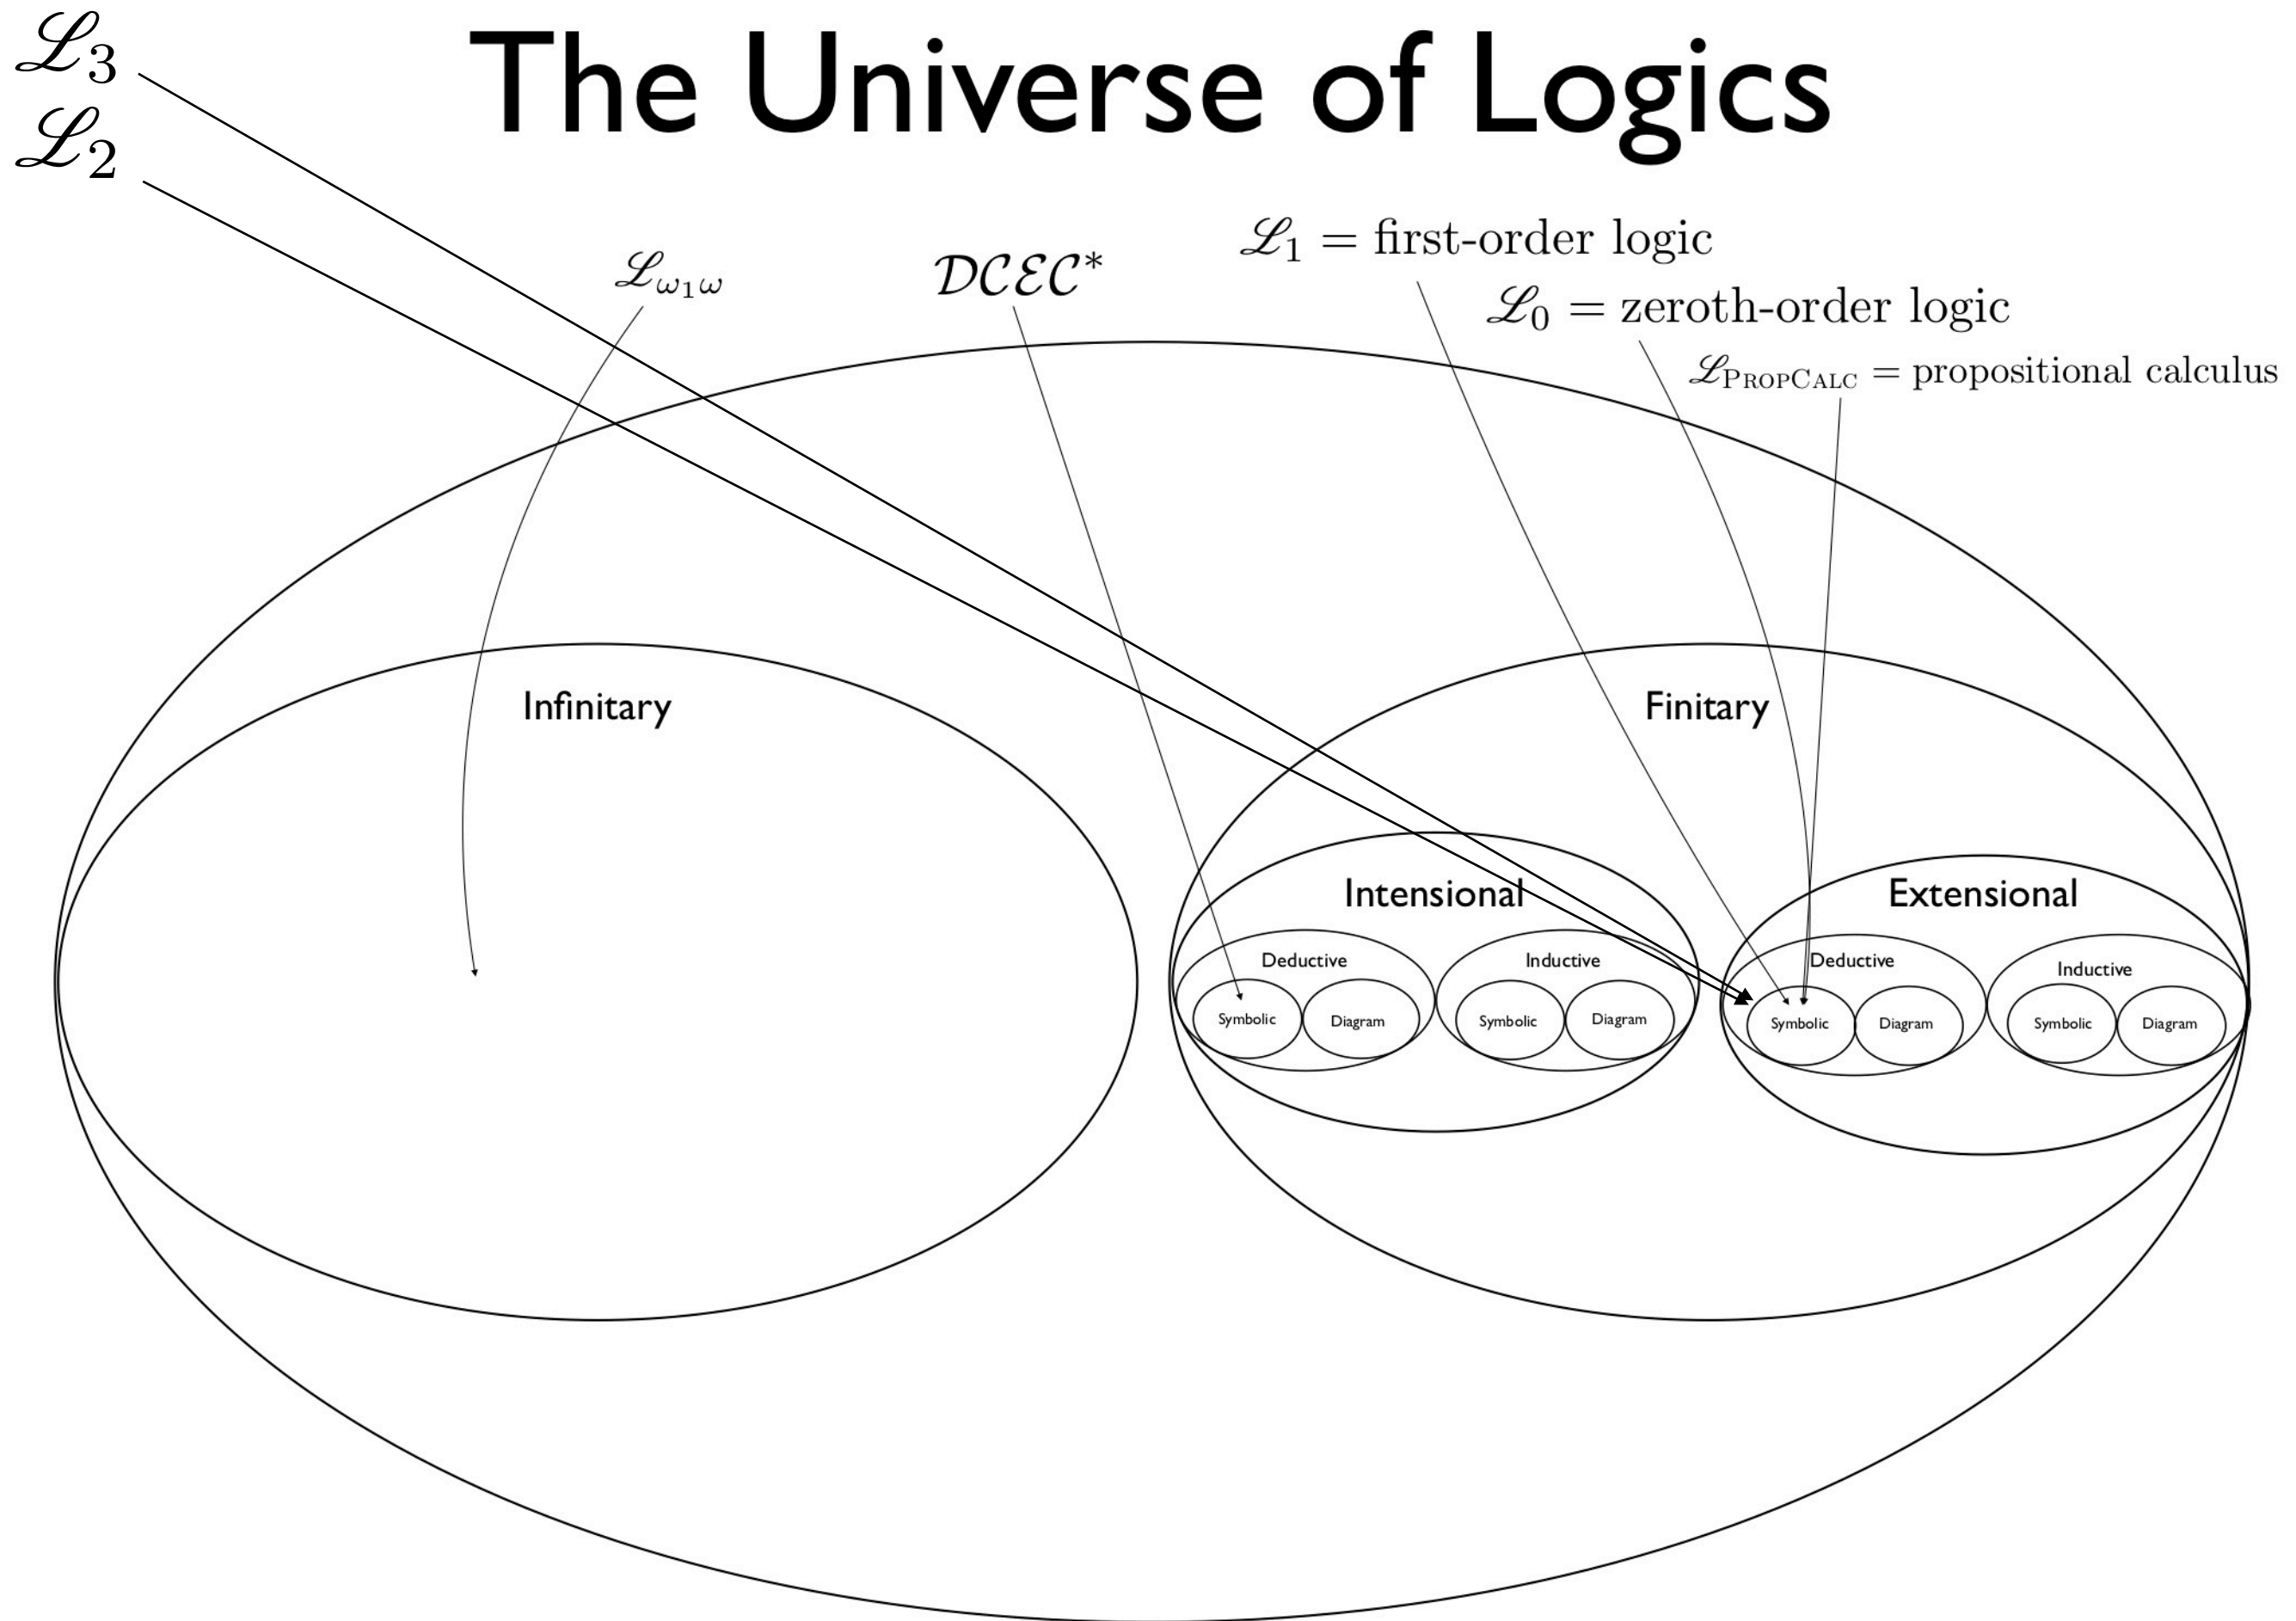 The Universe of Logics
ℒ₃
ℒ₂
ℒ₁ = first-order logic
ℒω₁ω
𝒟𝒞ℰ𝒞*
ℒ₀ = zeroth-order logic
ℒPROPCALC = propositional calculus
Infinitary
Finitary
Intensional
Extensional
Deductive
Inductive
Deductive
Inductive
Symbolic
Diagram
Symbolic
Diagram
Symbolic
Diagram
Symbolic
Diagram